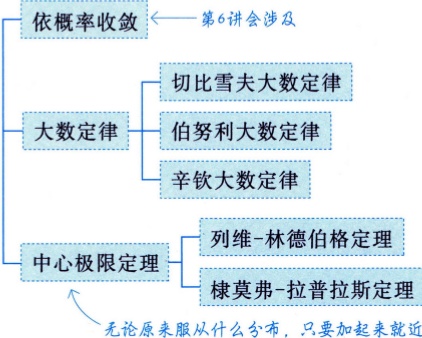 依概率收敛
第6讲会涉及
切比雪夫大数定律
大数定律
伯努利大数定律
辛钦大数定律
列维-林德伯格定理
中心极限定理
棣莫弗-拉普拉斯定理
无论原来服从什么分布，只要加起来就近